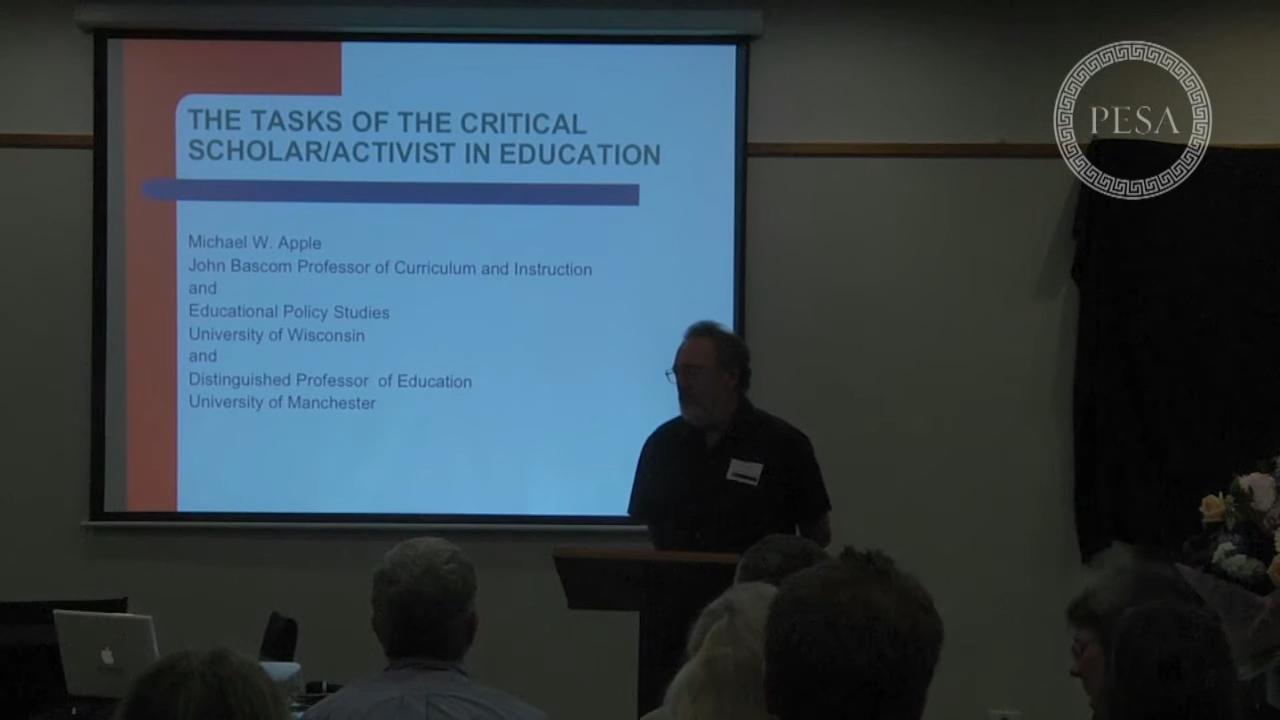 THE TASKS OF THE CRITICAL
SCHOLAR/ACTIVIST IN EDUCATION
Michael W. Apple
John Bascom Professor of Curriculum and Instruction
and
Educational Policy Studies
University of Wisconsin
and
Distinguished Professor of Education
University of Manchester
PESA